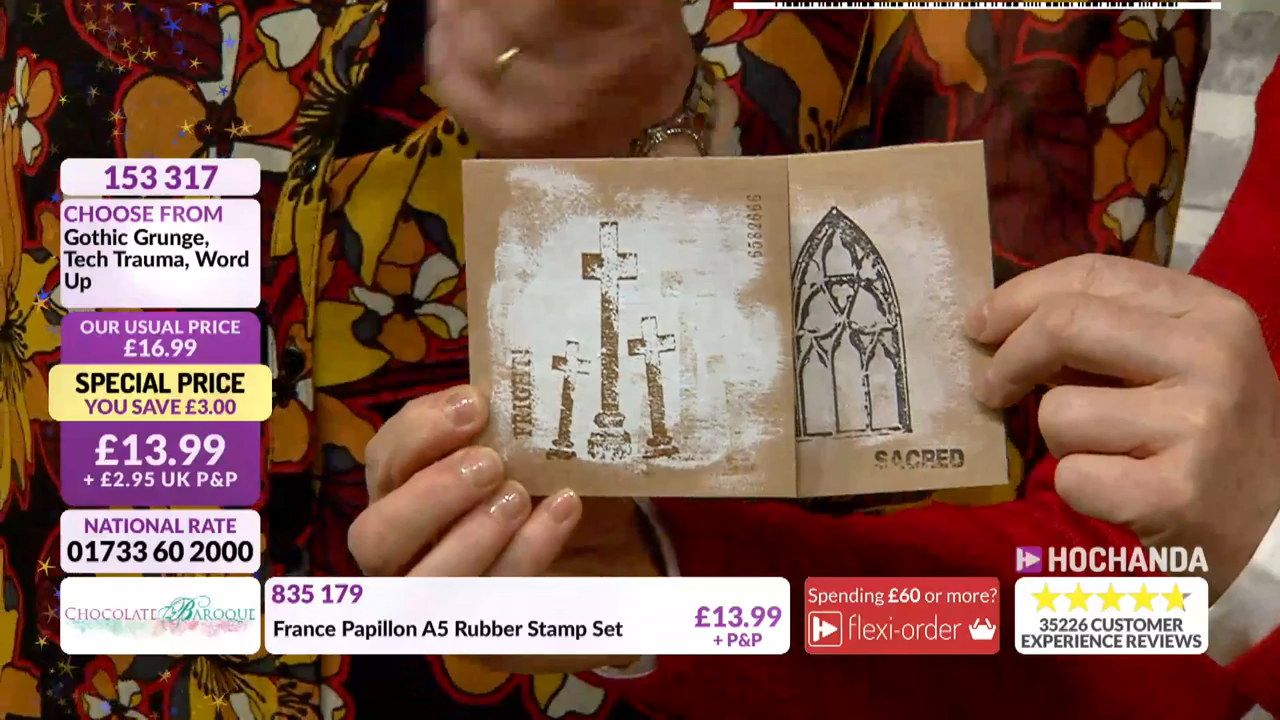 153 317
CHOOSE FROM
Gothic Grunge,
Tech Trauma, Word
Up
OUR USUAL PRICE
£16.99
SPECIAL PRICE
YOU SAVE £3.00
£13.99
+ £2.95 UK P&P
NATIONAL RATE
01733 60 2000
CHOCOLATE BAROQUE
835 179
France Papillon A5 Rubber Stamp Set
£13.99
+ P&P
Spending £60 or more?
flexi-order
HOCHANDA
35226 CUSTOMER
EXPERIENCE REVIEWS
SACRED